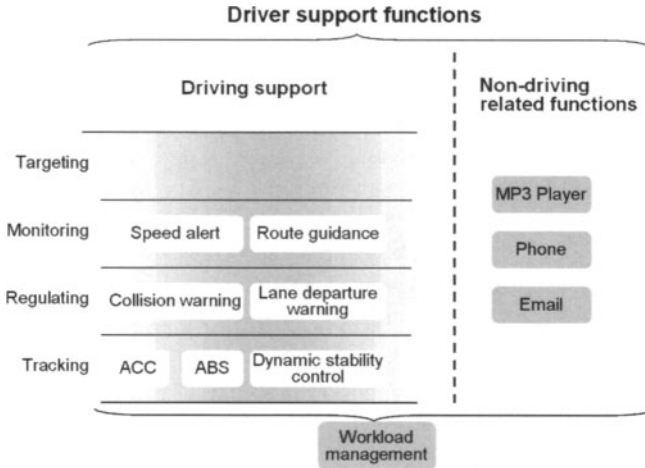 Driver support functions
Driving support
Non-driving
related functions
Targeting
Monitoring
Speed alert
Route guidance
Regulating
Collision warning
Lane departure
warning
Tracking
ACC
ABS
Dynamic stability
control
MP3 Player
Phone
Email
Workload
management